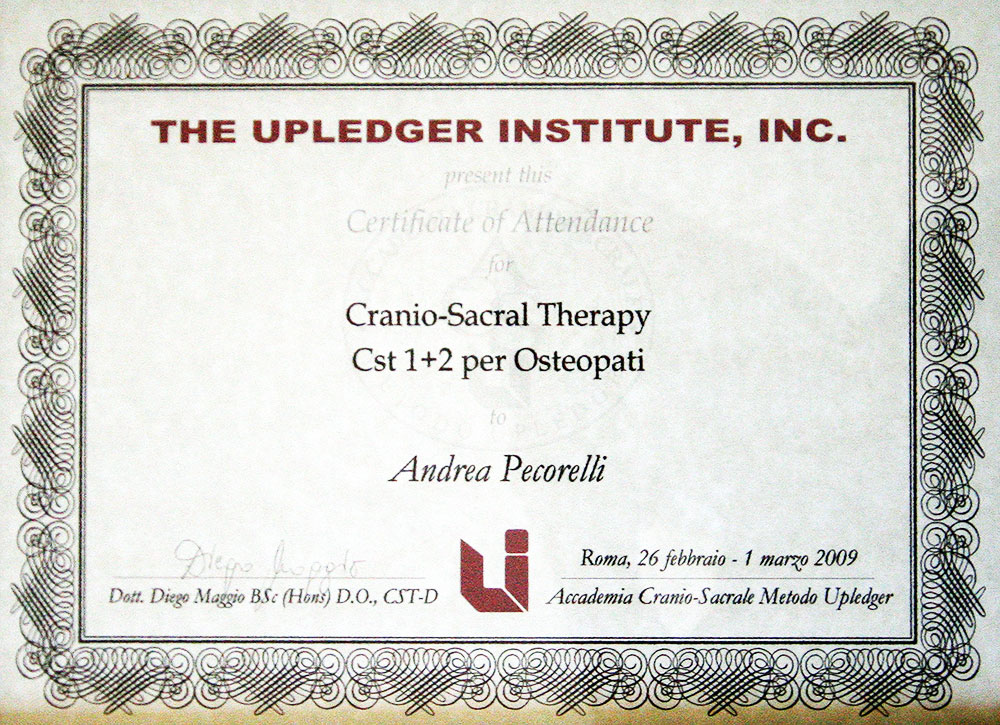 THE UPLEDGER INSTITUTE, INC.
present this
Certificate of Attendance
for
Cranio-Sacral Therapy
Cst 1+2 per Osteopati
to
Andrea Pecorelli
Diego Maggio
Dott. Diego Maggio BSc (Hons) D.O., CST-D
Roma, 26 febbraio - 1 marzo 2009
Accademia Cranio-Sacrale Metodo Upledger